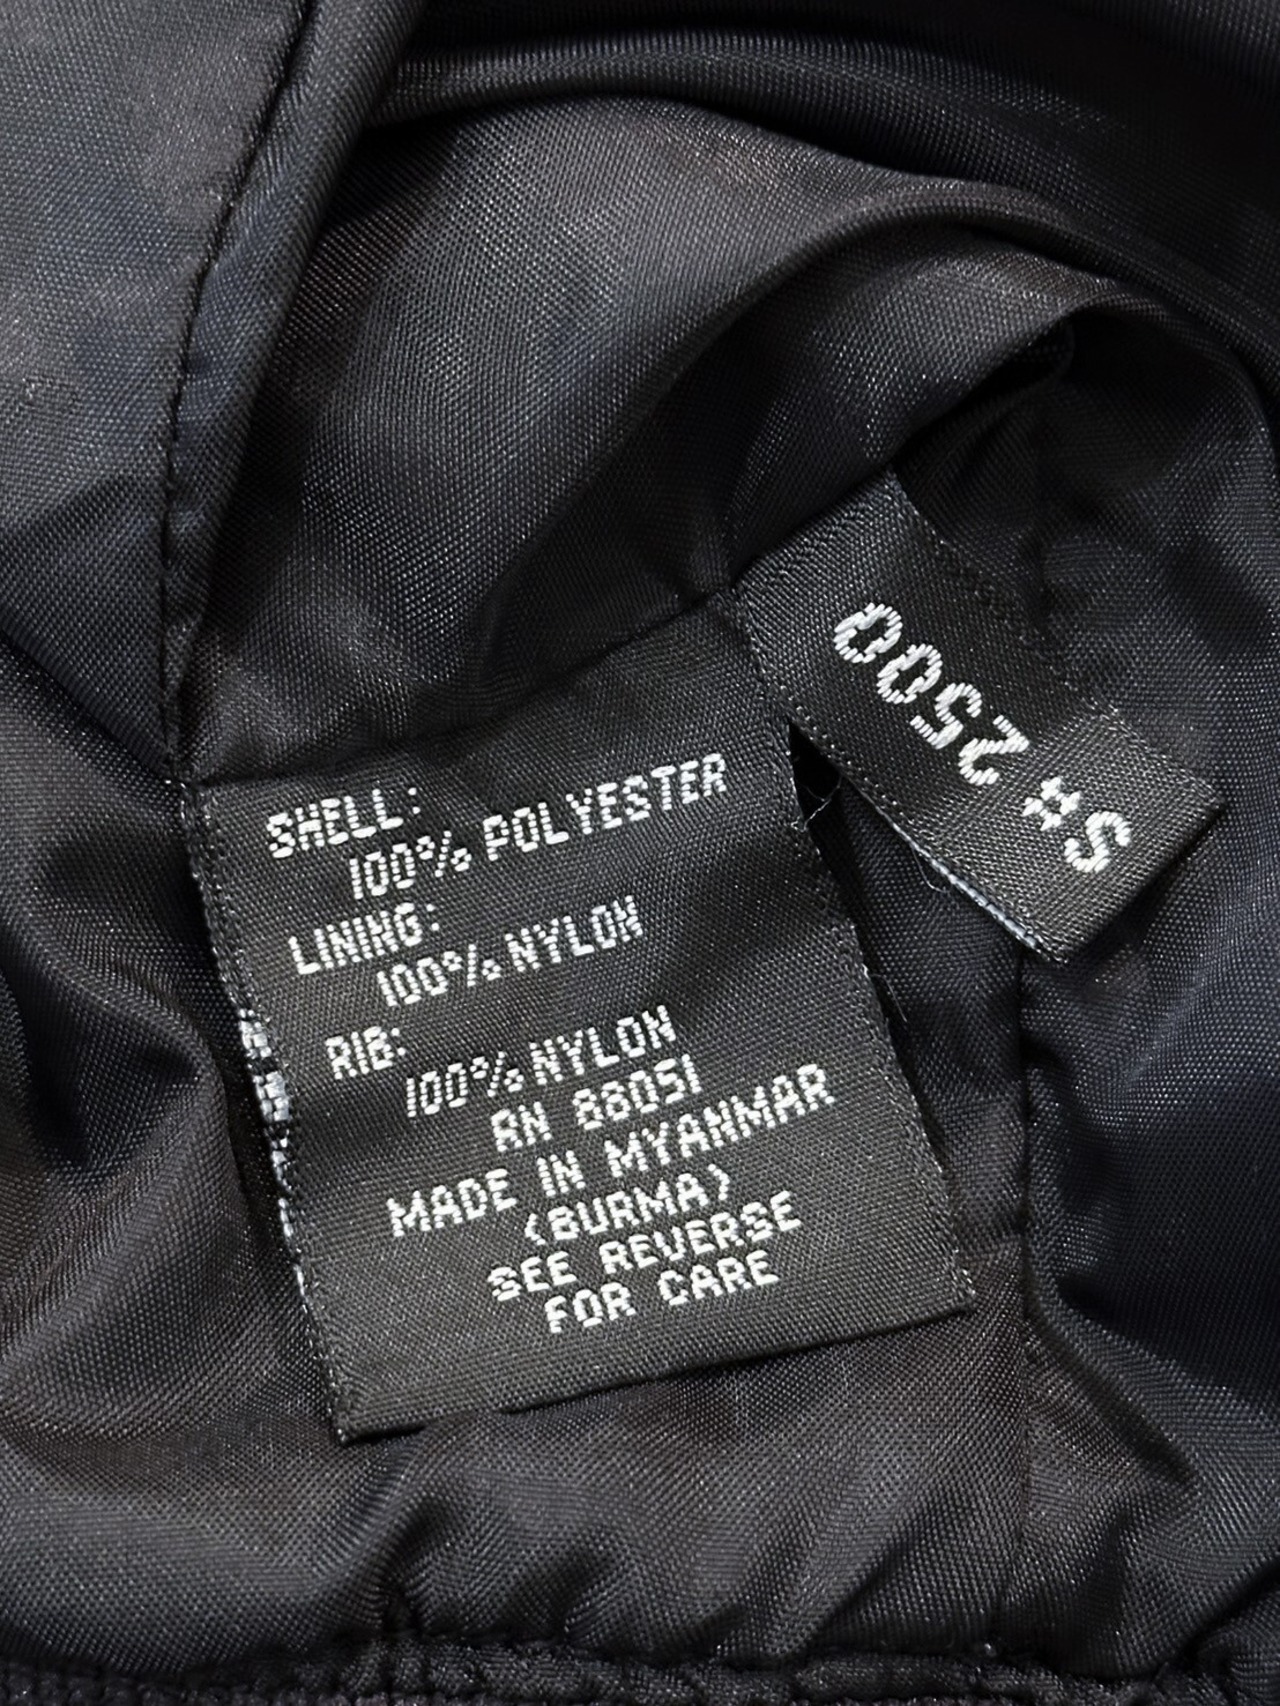 SHELL:
100% POLYESTER
LINING:
100% NYLON
RIB:
100% NYLON
RN 88051
MADE IN MYANMAR
(BURMA)
SEE REVERSE
FOR CARE
S# 2500